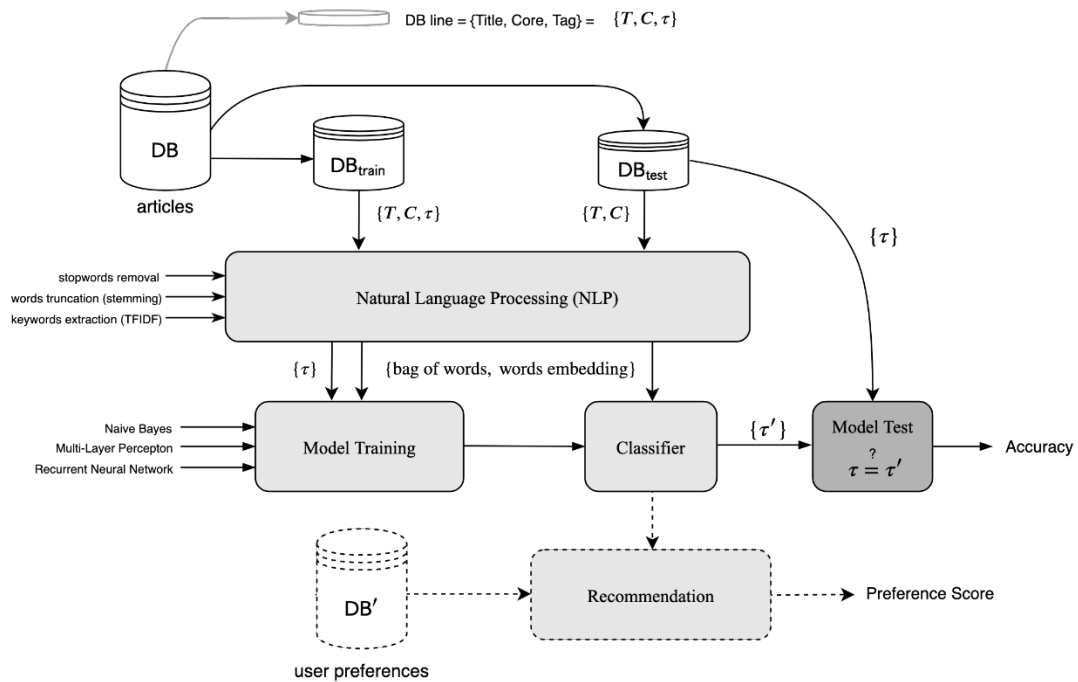 DB line = {Title, Core, Tag} = {T, C, τ}
DB
articles
DBtrain
DBtest
{T, C, τ}
{T, C}
{τ}
stopwords removal
words truncation (stemming)
keywords extraction (TFIDF)
Natural Language Processing (NLP)
{τ}
{bag of words, words embedding}
Naive Bayes
Multi-Layer Percepton
Recurrent Neural Network
Model Training
Classifier
{τ′}
Model Test
?
τ = τ′
Accuracy
DB′
user preferences
Recommendation
Preference Score